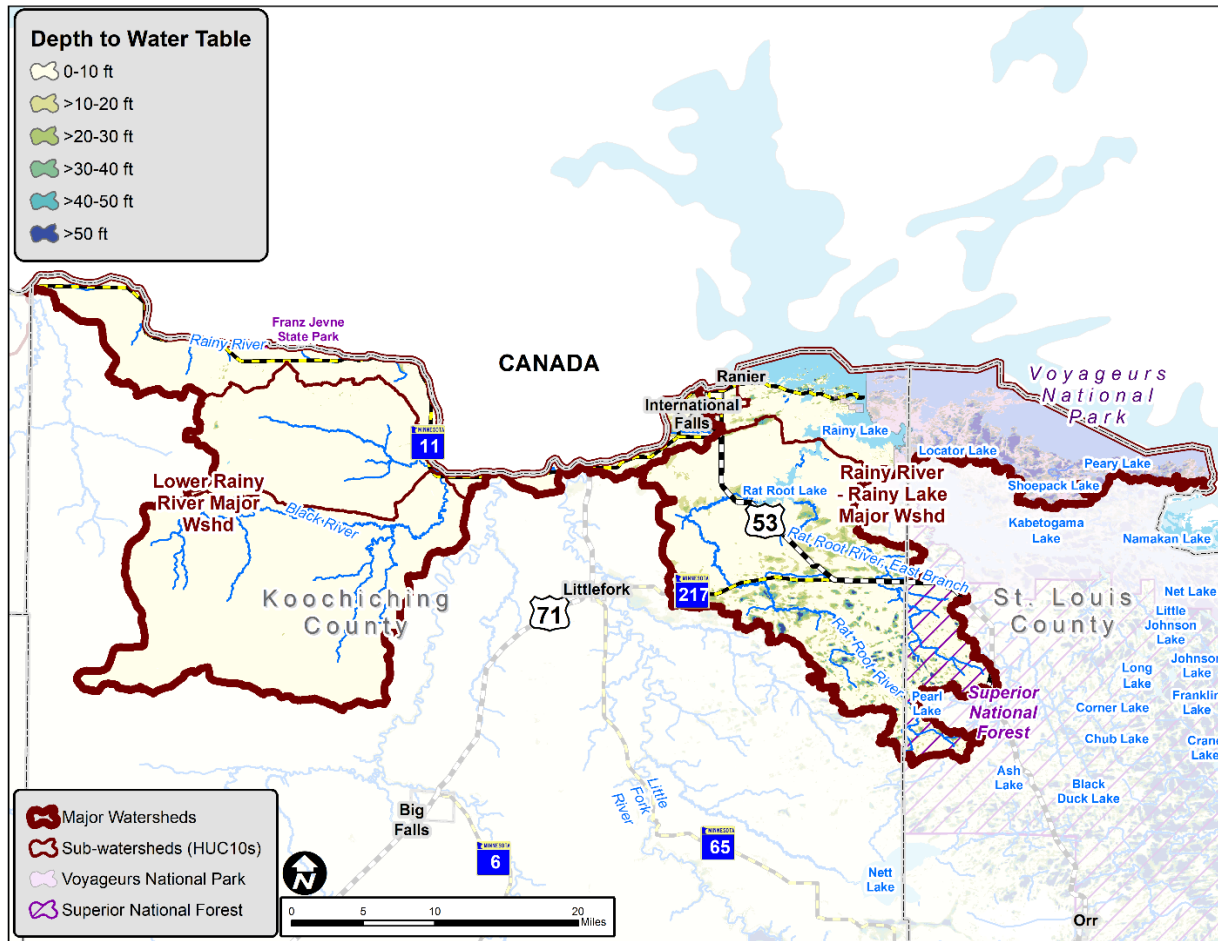 Depth to Water Table
0-10 ft
>10-20 ft
>20-30 ft
>30-40 ft
>40-50 ft
>50 ft
Franz Jevne
State Park
Rainy River
CANADA
Ranier
International
Falls
Voyageurs
National
Park
MINNESOTA
11
Rainy Lake
Locator Lake
Peary Lake
Shoepack Lake
Kabetogama
Lake
Namakan Lake
Lower Rainy
River Major
Wshd
Black River
Rainy River
- Rainy Lake
Major Wshd
Rat Root Lake
53
Rat Root River, East Branch
Littlefork
MINNESOTA
217
71
Koochiching
County
St. Louis
County
Net Lake
Little
Johnson
Lake
Johnson
Lake
Long
Lake
Franklin
Lake
Rat Root River
Pearl
Lake
Superior
National
Forest
Corner Lake
Chub Lake
Crane
Lake
Ash
Lake
Black
Duck Lake
Big
Falls
Little
Fork
River
MINNESOTA
6
MINNESOTA
65
Nett
Lake
Orr
Major Watersheds
Sub-watersheds (HUC10s)
Voyageurs National Park
Superior National Forest
N
0 5 10 20
Miles